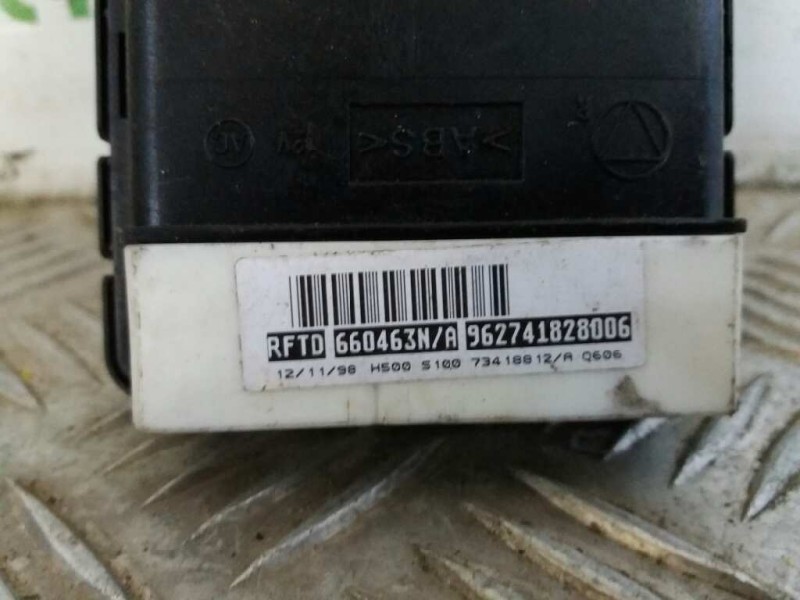 >ABS<
RFTD 660463N/A 962741828006
12/11/98 H500 S100 73418812/A Q606